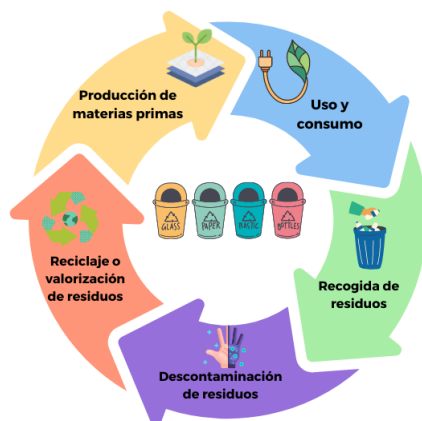 Producción de
materias primas
Uso y
consumo
GLASS
PAPER
PLASTIC
BOTTLES
Recogida de
residuos
Descontaminación
de residuos
Reciclaje o
valorización
de residuos